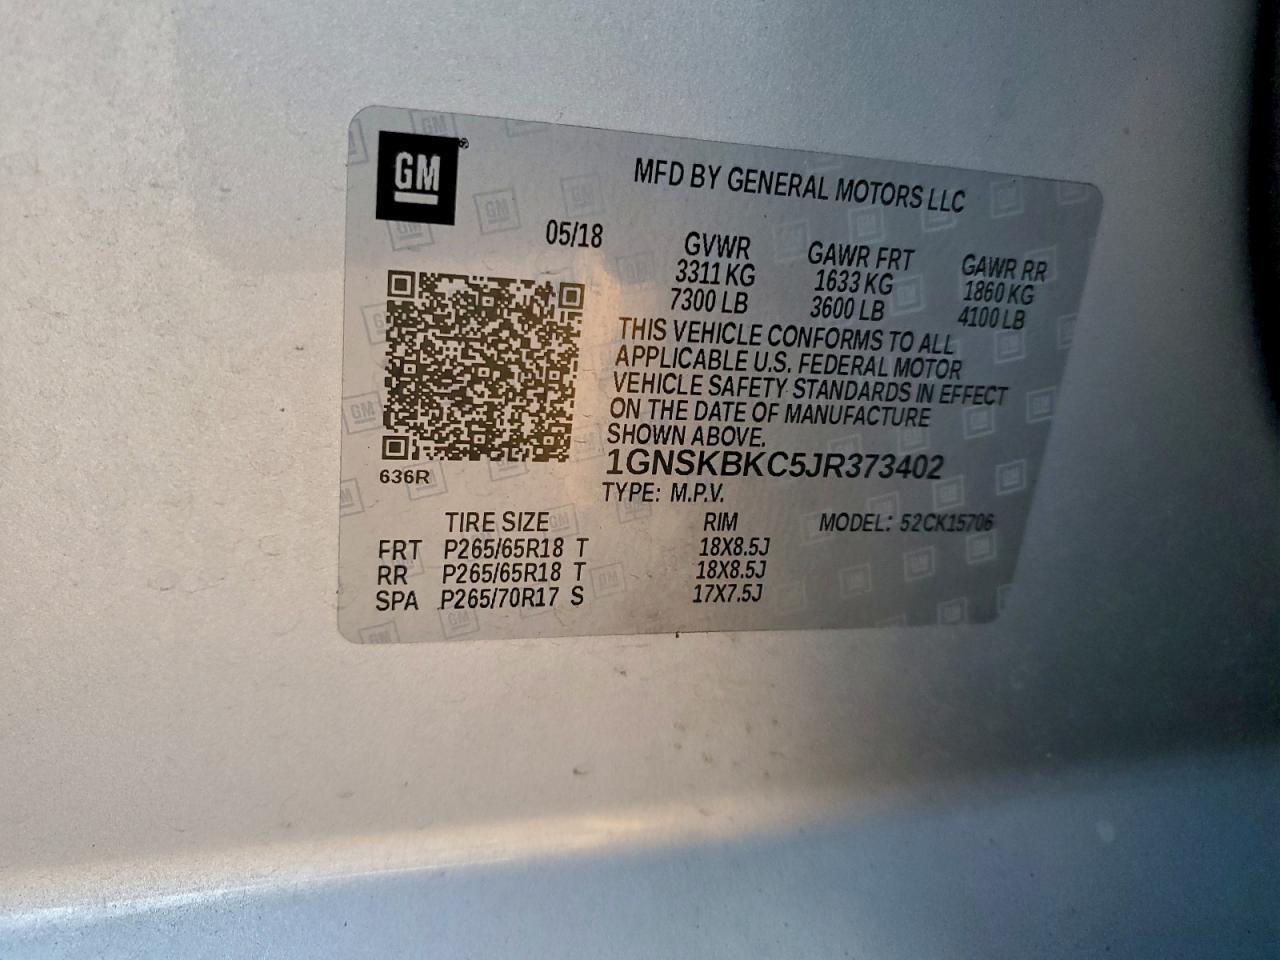 GM®
MFD BY GENERAL MOTORS LLC
05/18
GVWR GAWR FRT GAWR RR
3311 KG 1633 KG 1860 KG
7300 LB 3600 LB 4100 LB
THIS VEHICLE CONFORMS TO ALL
APPLICABLE U.S. FEDERAL MOTOR
VEHICLE SAFETY STANDARDS IN EFFECT
ON THE DATE OF MANUFACTURE
SHOWN ABOVE.
1GNSKBKC5JR373402
636R
TYPE: M.P.V.
TIRE SIZE RIM MODEL: 52CK15706
FRT P265/65R18 T 18X8.5J
RR P265/65R18 T 18X8.5J
SPA P265/70R17 S 17X7.5J